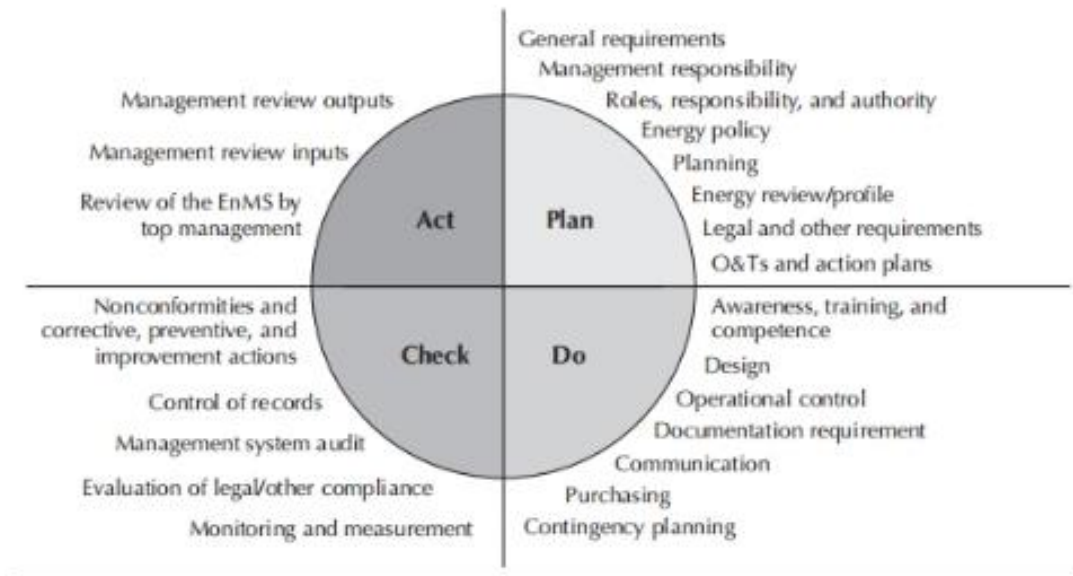 General requirements
Management responsibility
Roles, responsibility, and authority
Energy policy
Planning
Energy review/profile
Legal and other requirements
O&Ts and action plans
Plan
Awareness, training, and
competence
Design
Operational control
Documentation requirement
Communication
Purchasing
Contingency planning
Do
Nonconformities and
corrective, preventive, and
improvement actions
Control of records
Management system audit
Evaluation of legal/other compliance
Monitoring and measurement
Check
Management review outputs
Management review inputs
Review of the EnMS by
top management
Act